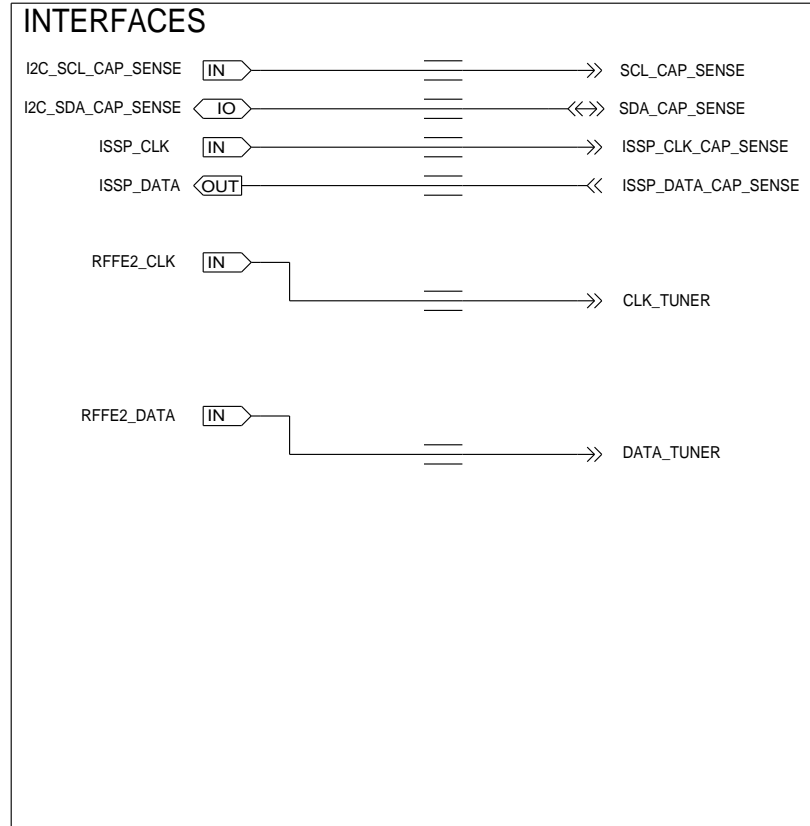 INTERFACES
I2C_SCL_CAP_SENSE IN SCL_CAP_SENSE
I2C_SDA_CAP_SENSE IO SDA_CAP_SENSE
ISSP_CLK IN ISSP_CLK_CAP_SENSE
ISSP_DATA OUT ISSP_DATA_CAP_SENSE
RFFE2_CLK IN
CLK_TUNER
RFFE2_DATA IN
DATA_TUNER